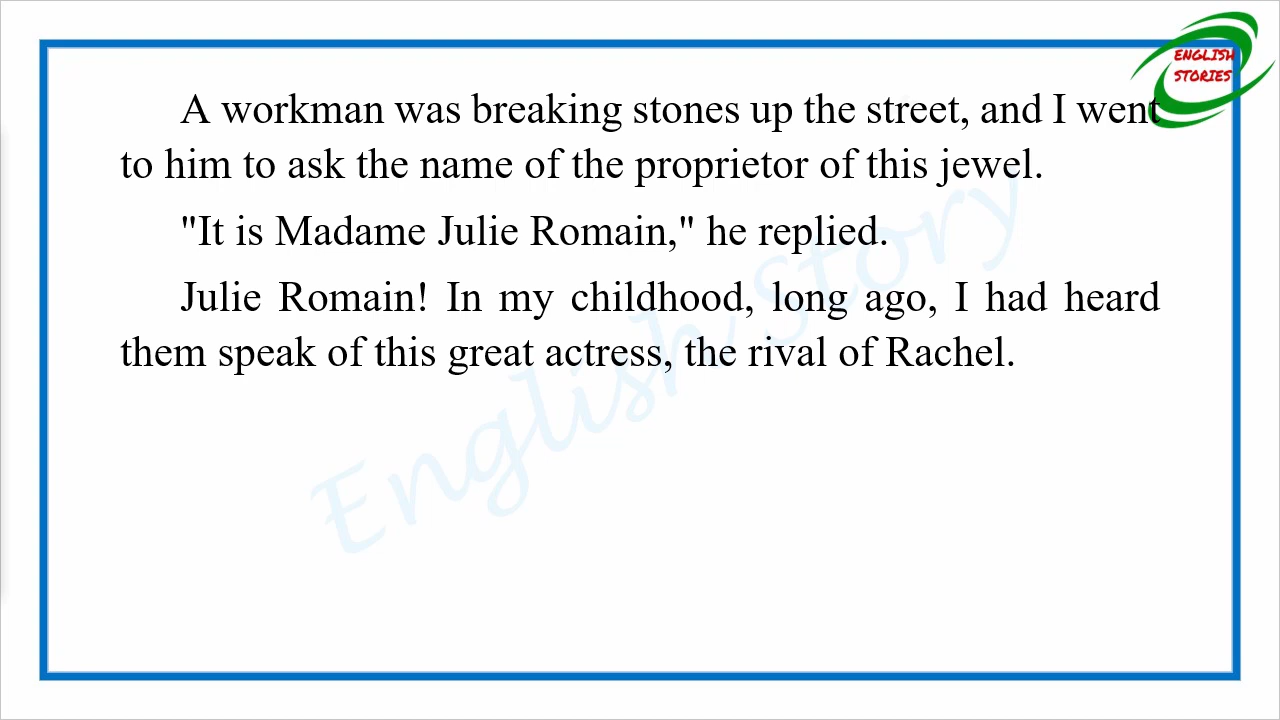 ENGLISH
STORIES
A workman was breaking stones up the street, and I went
to him to ask the name of the proprietor of this jewel.
"It is Madame Julie Romain," he replied.
Julie Romain! In my childhood, long ago, I had heard
them speak of this great actress, the rival of Rachel.
English Story